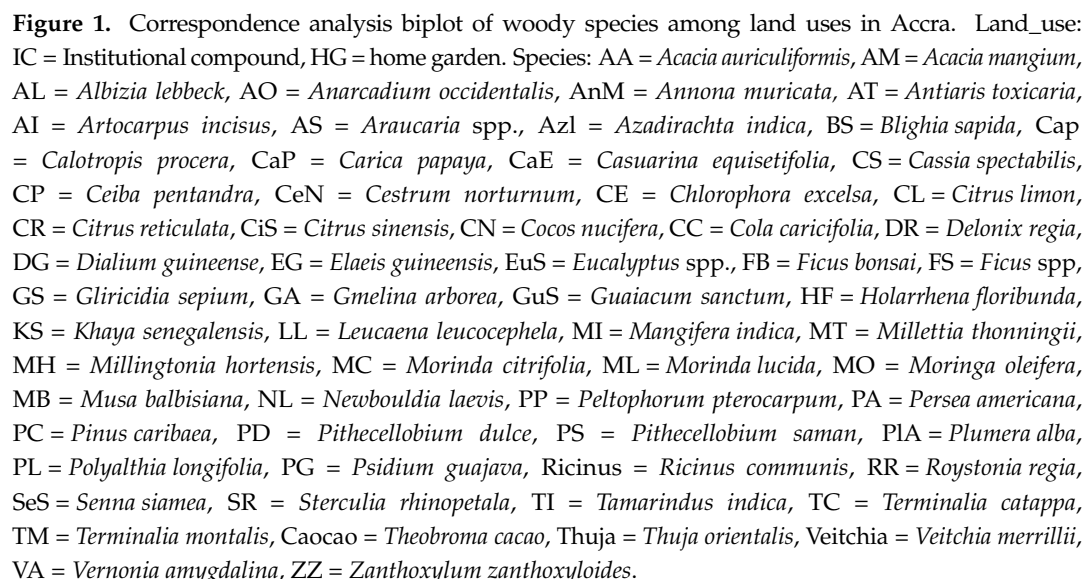 Figure 1. Correspondence analysis biplot of woody species among land uses in Accra. Land_use:
IC = Institutional compound, HG = home garden. Species: AA = Acacia auriculiformis, AM = Acacia mangium,
AL = Albizia lebbeck, AO = Anarcadium occidentalis, AnM = Annona muricata, AT = Antiaris toxicaria,
AI = Artocarpus incisus, AS = Araucaria spp., Azl = Azadirachta indica, BS = Blighia sapida, Cap
= Calotropis procera, CaP = Carica papaya, CaE = Casuarina equisetifolia, CS = Cassia spectabilis,
CP = Ceiba pentandra, CeN = Cestrum norturnum, CE = Chlorophora excelsa, CL = Citrus limon,
CR = Citrus reticulata, CiS = Citrus sinensis, CN = Cocos nucifera, CC = Cola caricifolia, DR = Delonix regia,
DG = Dialium guineense, EG = Elaeis guineensis, EuS = Eucalyptus spp., FB = Ficus bonsai, FS = Ficus spp,
GS = Gliricidia sepium, GA = Gmelina arborea, GuS = Guaiacum sanctum, HF = Holarrhena floribunda,
KS = Khaya senegalensis, LL = Leucaena leucocephela, MI = Mangifera indica, MT = Millettia thonningii,
MH = Millingtonia hortensis, MC = Morinda citrifolia, ML = Morinda lucida, MO = Moringa oleifera,
MB = Musa balbisiana, NL = Newbouldia laevis, PP = Peltophorum pterocarpum, PA = Persea americana,
PC = Pinus caribaea, PD = Pithecellobium dulce, PS = Pithecellobium saman, PlA = Plumera alba,
PL = Polyalthia longifolia, PG = Psidium guajava, Ricinus = Ricinus communis, RR = Roystonia regia,
SeS = Senna siamea, SR = Sterculia rhinopetala, TI = Tamarindus indica, TC = Terminalia catappa,
TM = Terminalia montalis, Caocao = Theobroma cacao, Thuja = Thuja orientalis, Veitchia = Veitchia merrillii,
VA = Vernonia amygdalina, ZZ = Zanthoxylum zanthoxyloides.